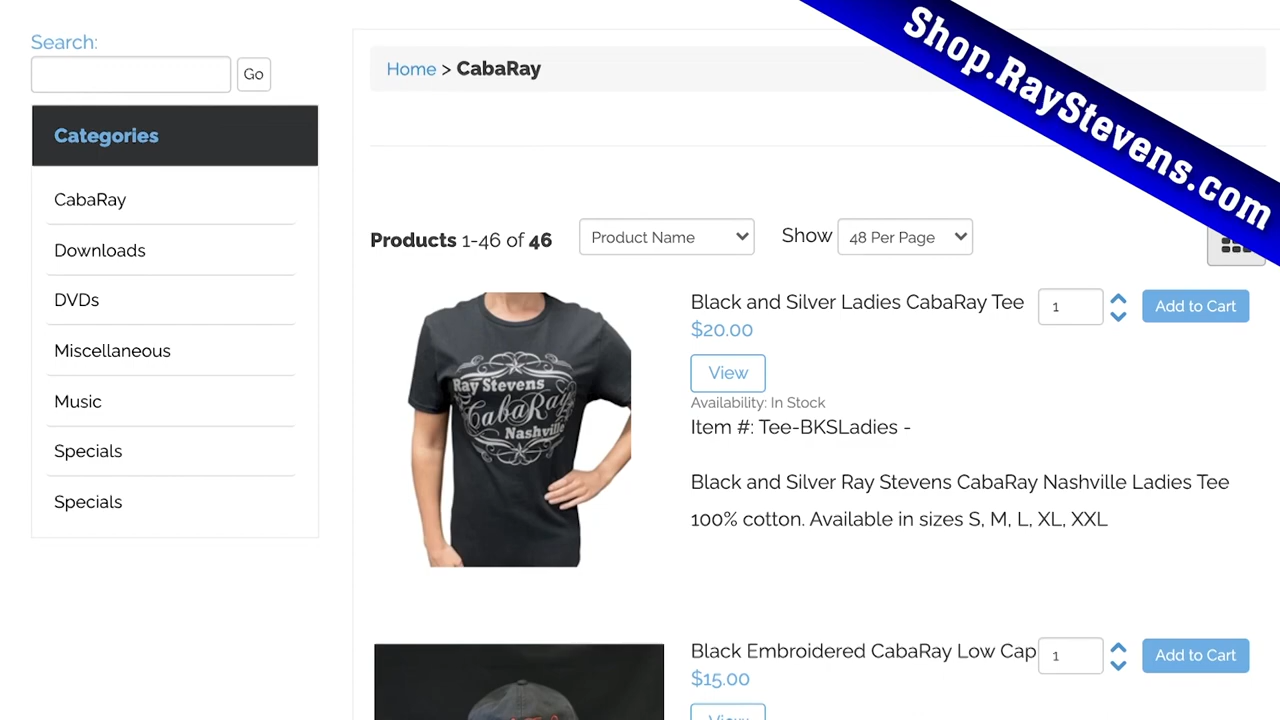 Search:
Go
Categories
CabaRay
Downloads
DVDs
Miscellaneous
Music
Specials
Specials
Home > CabaRay
Shop.RayStevens.com
Products 1-46 of 46
Product Name
Show
48 Per Page
Ray Stevens
CabaRay
Nashville
Black and Silver Ladies CabaRay Tee
1
Add to Cart
$20.00
View
Availability: In Stock
Item #: Tee-BKSLadies -
Black and Silver Ray Stevens CabaRay Nashville Ladies Tee
100% cotton. Available in sizes S, M, L, XL, XXL
Black Embroidered CabaRay Low Cap
1
Add to Cart
$15.00
View